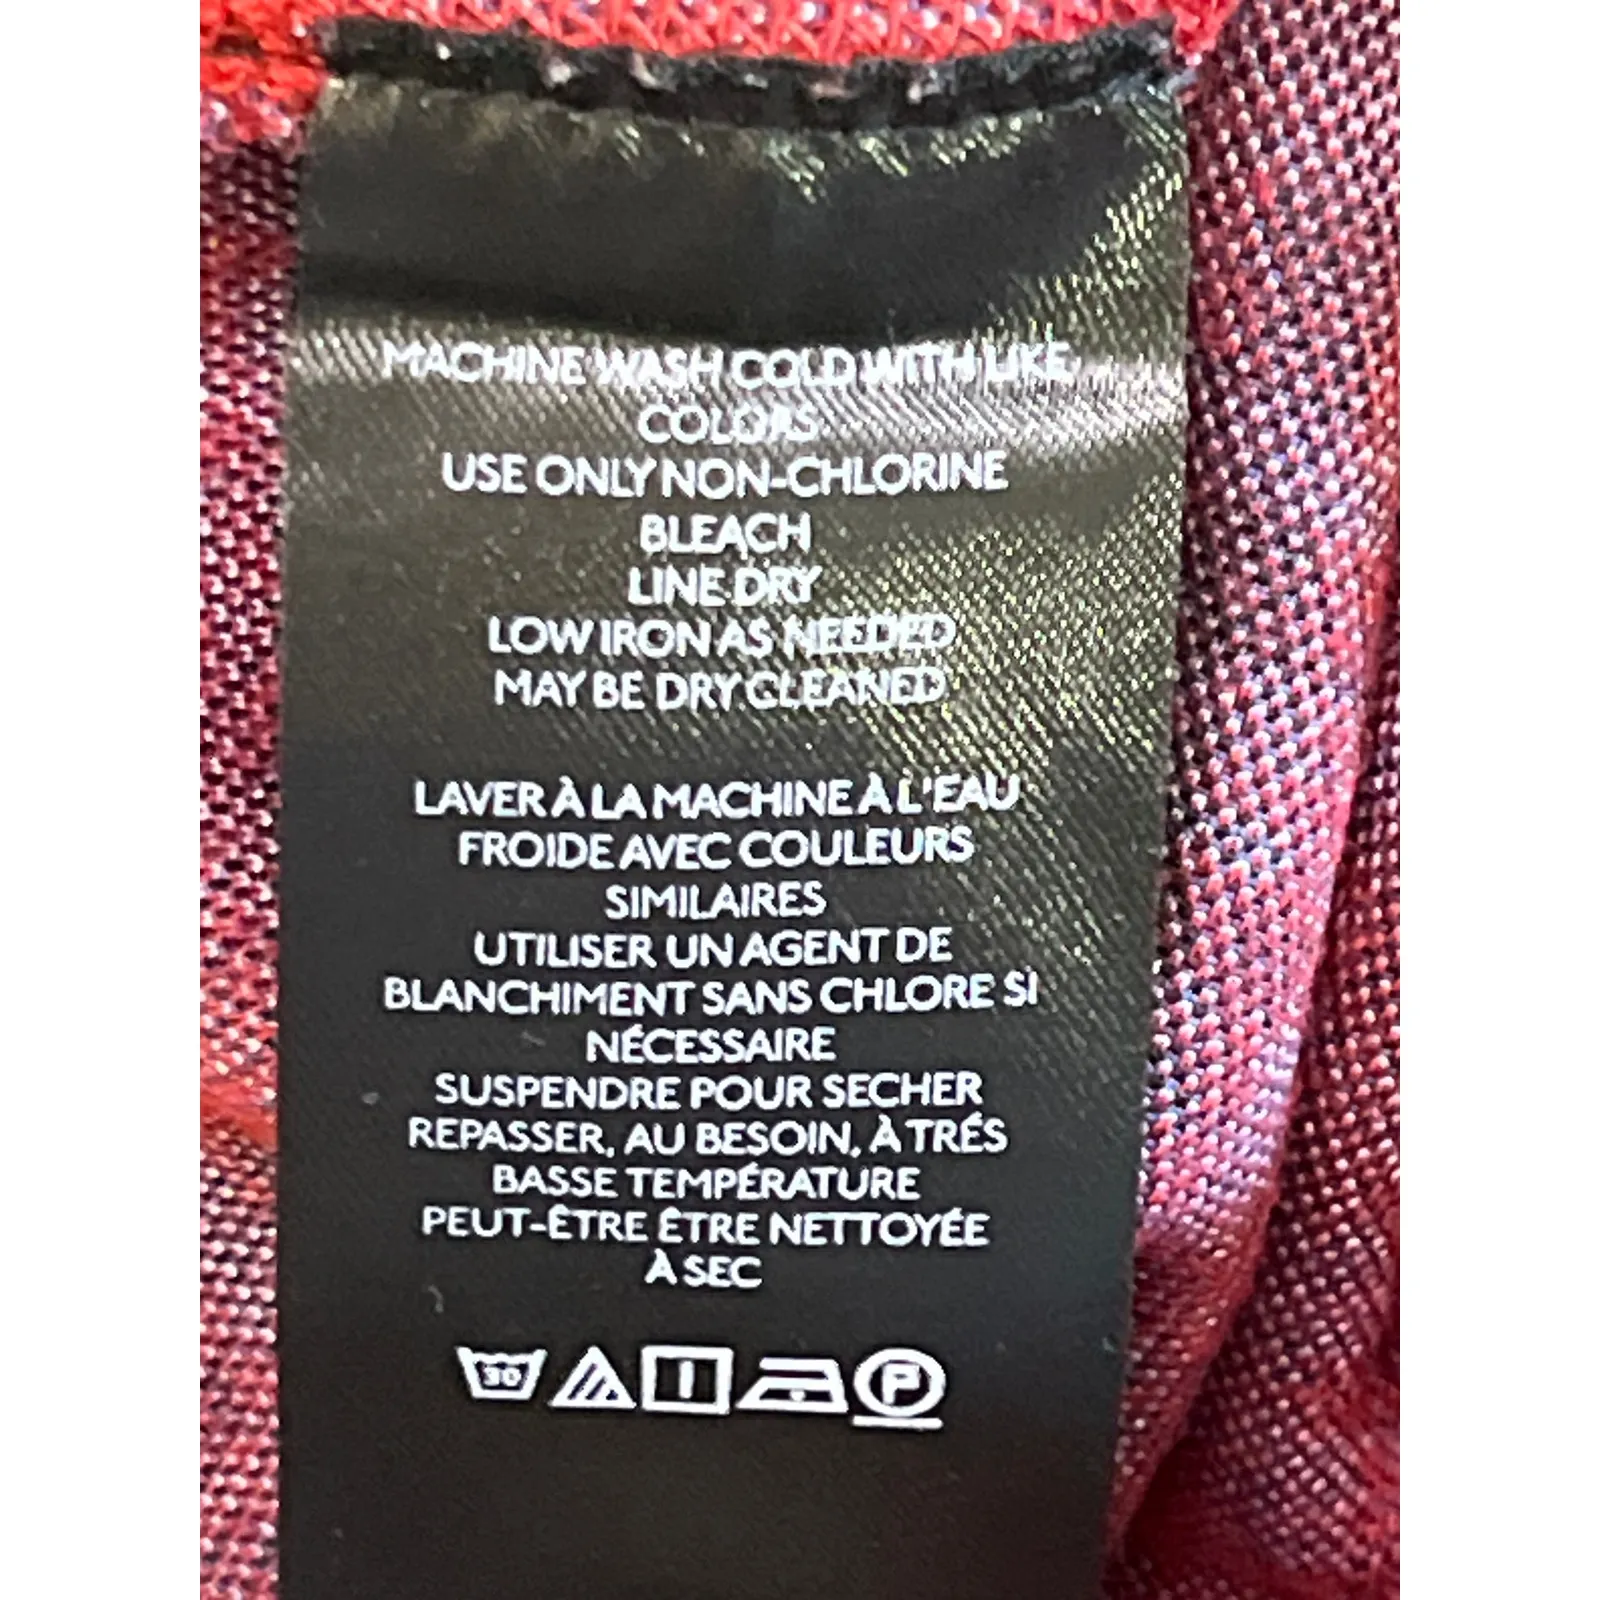 MACHINE WASH COLD WITH LIKE
COLORS
USE ONLY NON-CHLORINE
BLEACH
LINE DRY
LOW IRON AS NEEDED
MAY BE DRY CLEANED
LAVER À LA MACHINE À L'EAU
FROIDE AVEC COULEURS
SIMILAIRES
UTILISER UN AGENT DE
BLANCHIMENT SANS CHLORE SI
NÉCESSAIRE
SUSPENDRE POUR SECHER
REPASSER, AU BESOIN, À TRÉS
BASSE TEMPÉRATURE
PEUT-ÊTRE ÊTRE NETTOYÉE
À SEC
30 P